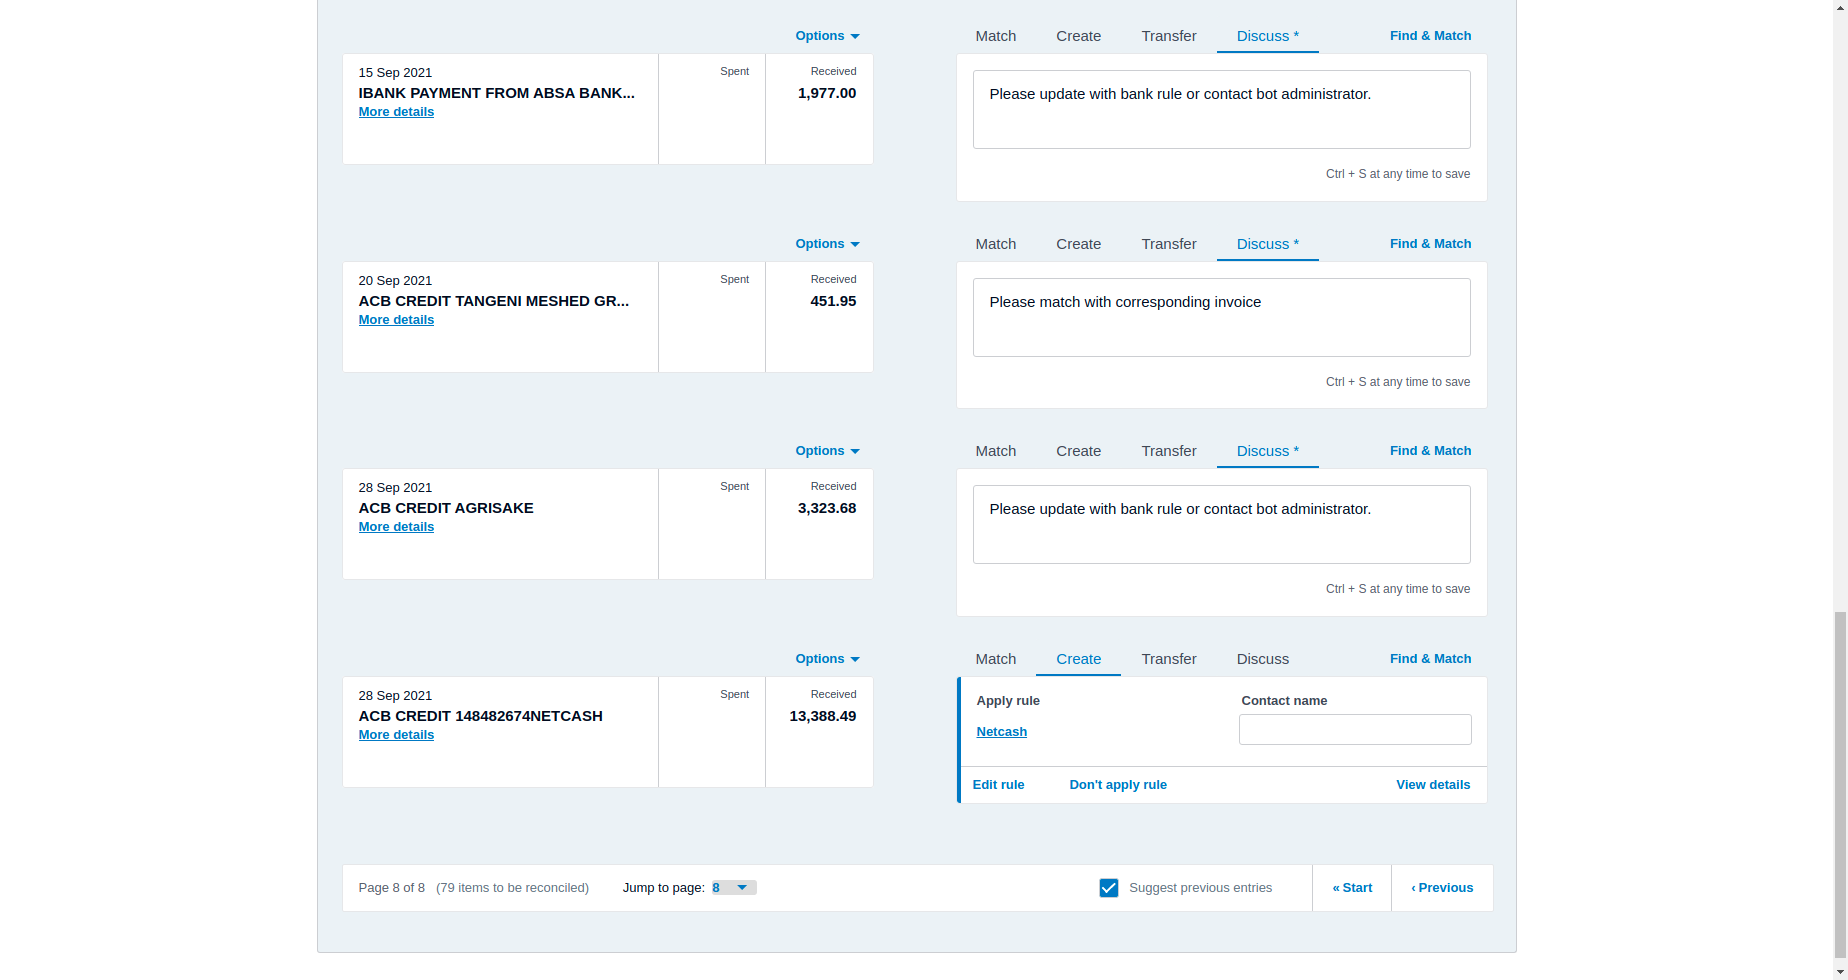 Options
Match Create Transfer Discuss * Find & Match
15 Sep 2021 Spent Received
IBANK PAYMENT FROM ABSA BANK... 1,977.00
More details
Please update with bank rule or contact bot administrator.
Ctrl + S at any time to save
Options
Match Create Transfer Discuss * Find & Match
20 Sep 2021 Spent Received
ACB CREDIT TANGENI MESHED GR... 451.95
More details
Please match with corresponding invoice
Ctrl + S at any time to save
Options
Match Create Transfer Discuss * Find & Match
28 Sep 2021 Spent Received
ACB CREDIT AGRISAKE 3,323.68
More details
Please update with bank rule or contact bot administrator.
Ctrl + S at any time to save
Options
Match Create Transfer Discuss Find & Match
28 Sep 2021 Spent Received
ACB CREDIT 148482674NETCASH 13,388.49
More details
Apply rule Contact name
Netcash
Edit rule Don't apply rule View details
Page 8 of 8 (79 items to be reconciled) Jump to page: 8 Suggest previous entries « Start ‹ Previous